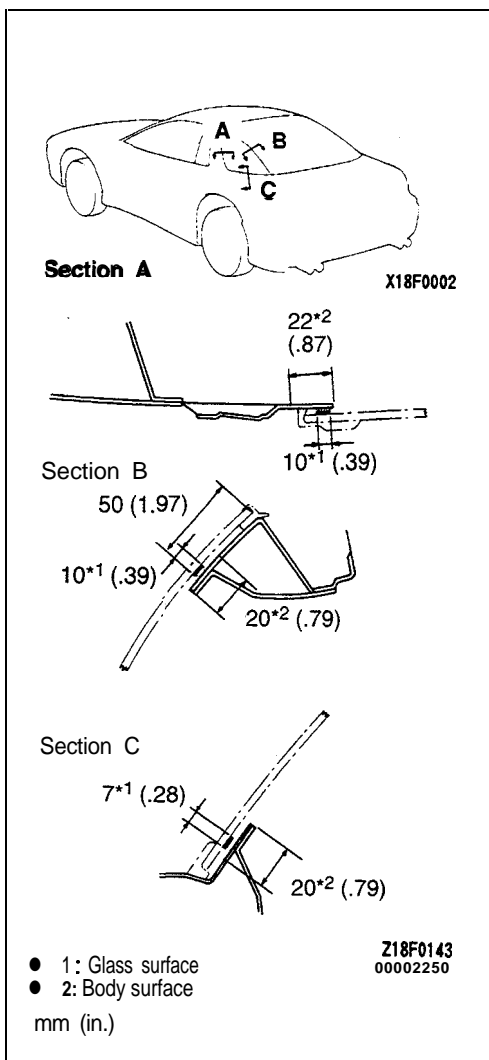 A
B
C
Section A
X18F0002
22*2
(.87)
10*1 (.39)
Section B
50 (1.97)
10*1 (.39)
20*2 (.79)
Section C
7*1 (.28)
20*2 (.79)
Z18F0143
● 1: Glass surface
00002250
● 2: Body surface
mm (in.)